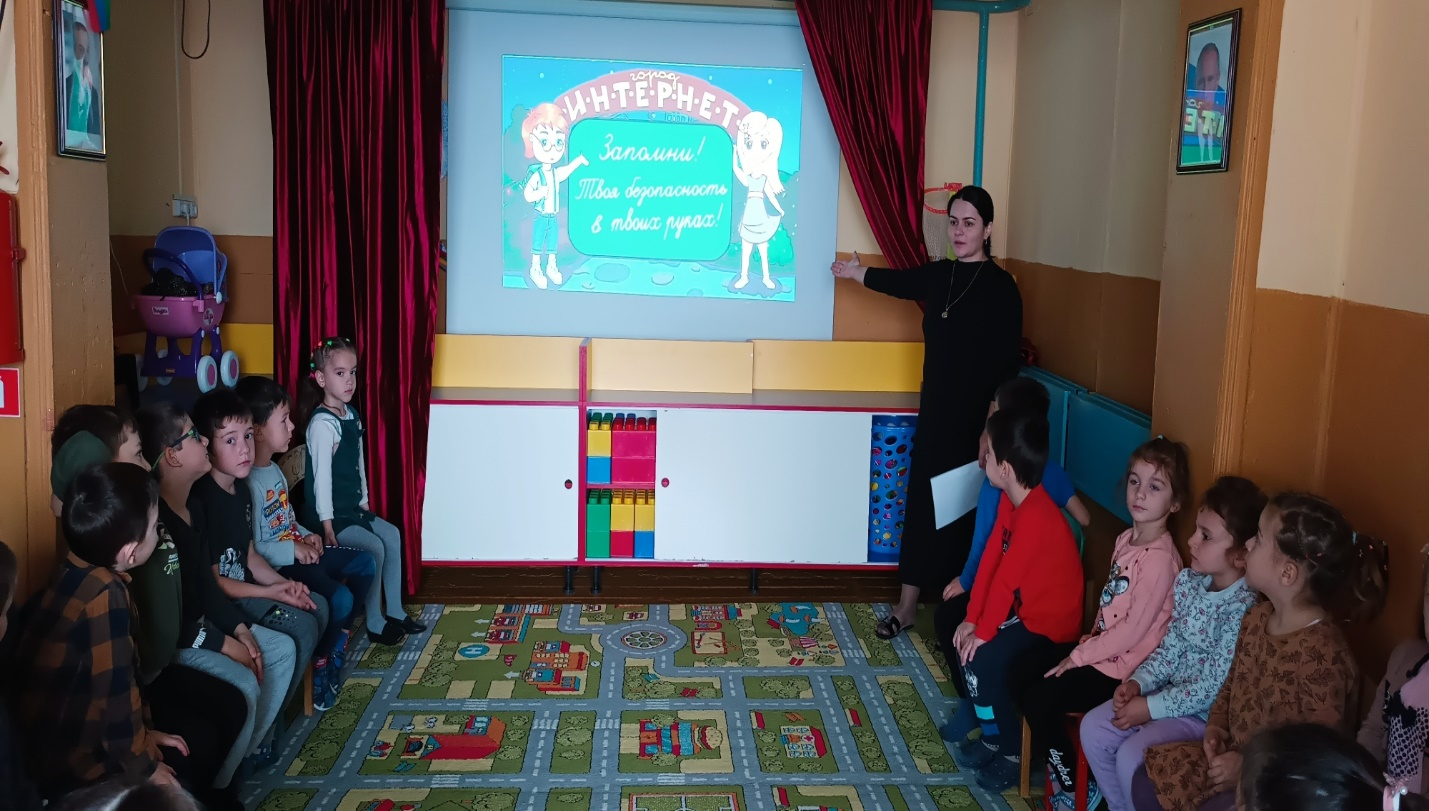 город
И·Н·Т·Е·Р·Н·Е·Т
Запомни!
Твоя безопасность
в твоих руках!